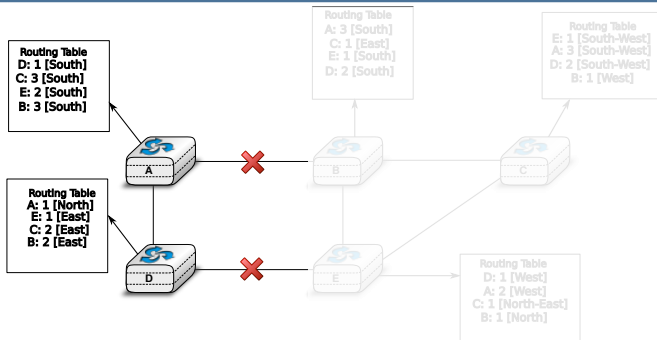 Routing Table
A: 3 [South]
C: 1 [East]
E: 1 [South]
D: 2 [South]
Routing Table
E: 1 [South-West]
A: 3 [South-West]
D: 2 [South-West]
B: 1 [West]
Routing Table
D: 1 [South]
C: 3 [South]
E: 2 [South]
B: 3 [South]
A
B
C
Routing Table
A: 1 [North]
E: 1 [East]
C: 2 [East]
B: 2 [East]
D
E
Routing Table
D: 1 [West]
A: 2 [West]
C: 1 [North-East]
B: 1 [North]